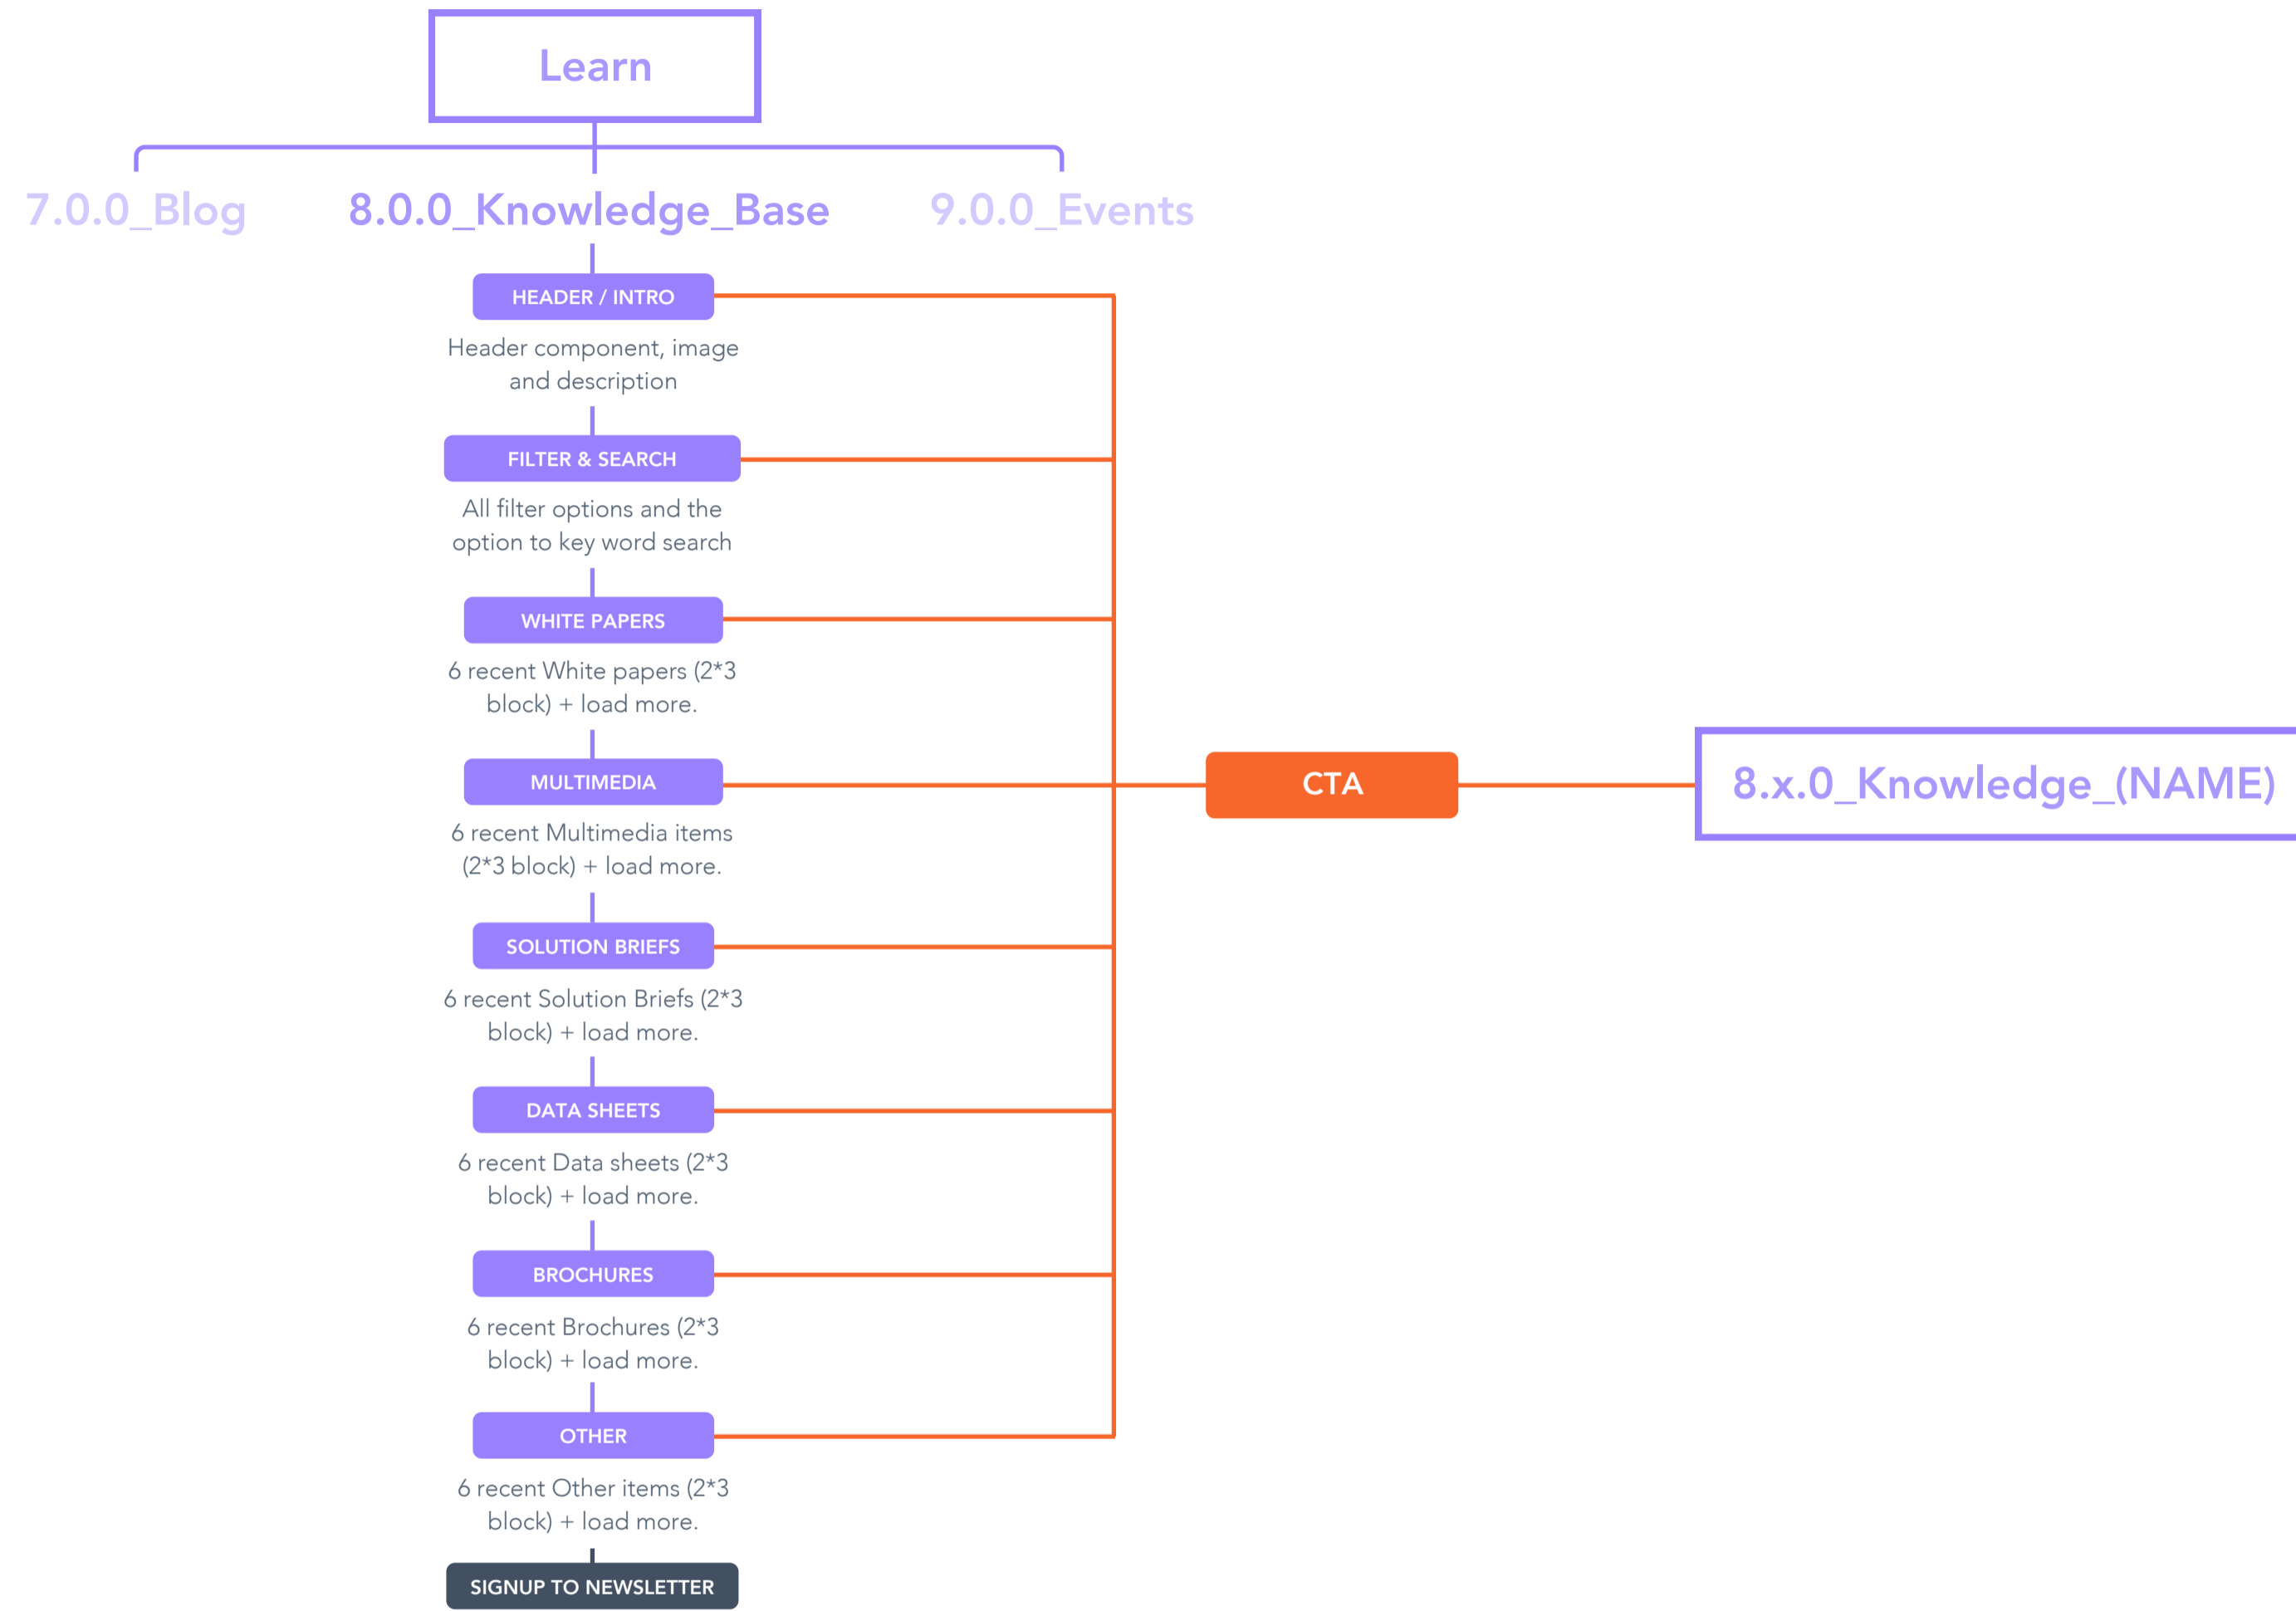 Learn
7.0.0_Blog
8.0.0_Knowledge_Base
9.0.0_Events
HEADER / INTRO
Header component, image
and description
FILTER & SEARCH
All filter options and the
option to key word search
WHITE PAPERS
6 recent White papers (2*3
block) + load more.
MULTIMEDIA
6 recent Multimedia items
(2*3 block) + load more.
CTA
8.x.0_Knowledge_(NAME)
SOLUTION BRIEFS
6 recent Solution Briefs (2*3
block) + load more.
DATA SHEETS
6 recent Data sheets (2*3
block) + load more.
BROCHURES
6 recent Brochures (2*3
block) + load more.
OTHER
6 recent Other items (2*3
block) + load more.
SIGNUP TO NEWSLETTER